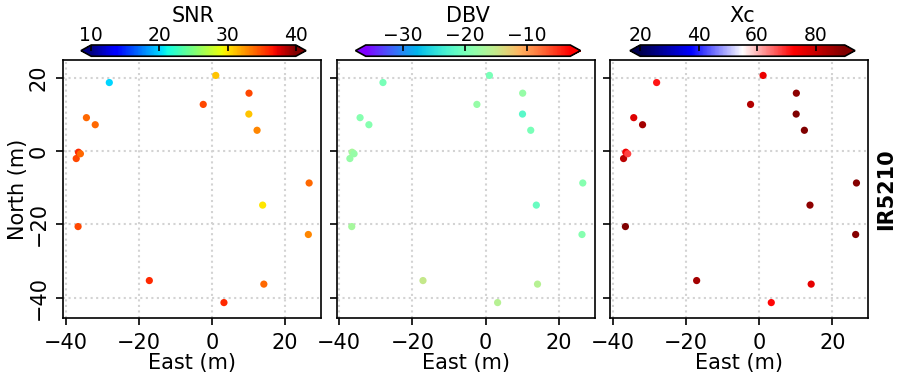 SNR DBV Xc
10 20 30 40 −30 −20 −10 20 40 60 80
20
0
−20
−40
North (m)
IR5210
−40 −20 0 20 −40 −20 0 20 −40 −20 0 20
East (m) East (m) East (m)